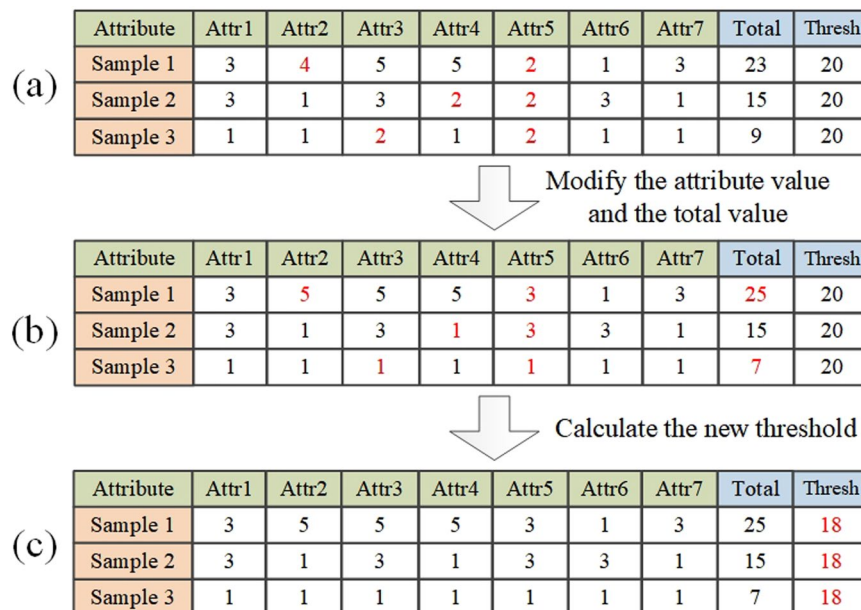 (a)
Attribute Attr1 Attr2 Attr3 Attr4 Attr5 Attr6 Attr7 Total Thresh
Sample 1 3 4 5 5 2 1 3 23 20
Sample 2 3 1 3 2 2 3 1 15 20
Sample 3 1 1 2 1 2 1 1 9 20
Modify the attribute value
and the total value
(b)
Attribute Attr1 Attr2 Attr3 Attr4 Attr5 Attr6 Attr7 Total Thresh
Sample 1 3 5 5 5 3 1 3 25 20
Sample 2 3 1 3 1 3 3 1 15 20
Sample 3 1 1 1 1 1 1 1 7 20
Calculate the new threshold
(c)
Attribute Attr1 Attr2 Attr3 Attr4 Attr5 Attr6 Attr7 Total Thresh
Sample 1 3 5 5 5 3 1 3 25 18
Sample 2 3 1 3 1 3 3 1 15 18
Sample 3 1 1 1 1 1 1 1 7 18